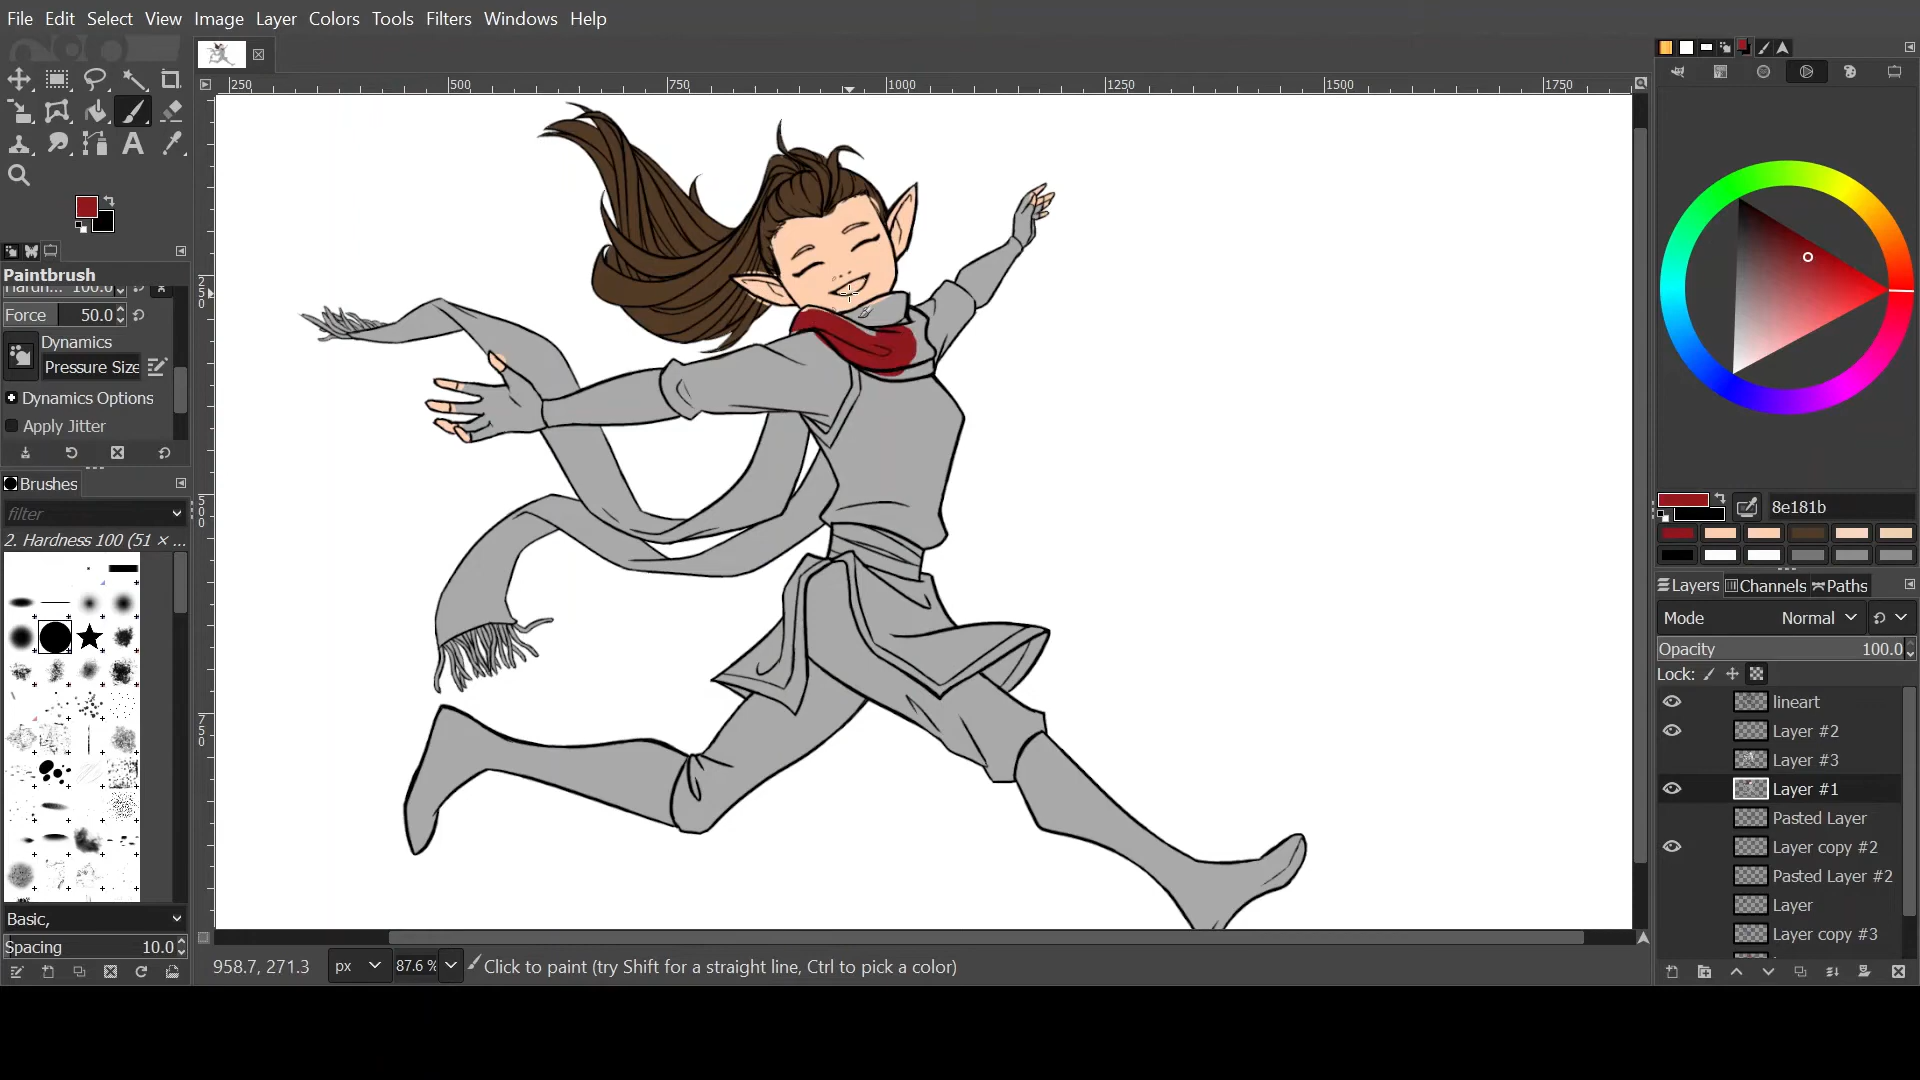 File Edit Select View Image Layer Colors Tools Filters Windows Help
250 500 750 1000 1250 1500 1750
250
500
750
Paintbrush
Hardn... 100.0
Force 50.0
Dynamics
Pressure Size
Dynamics Options
Apply Jitter
Brushes
filter
2. Hardness 100 (51 × ...
Basic,
Spacing 10.0
958.7, 271.3 px 87.6 % Click to paint (try Shift for a straight line, Ctrl to pick a color)
8e181b
Layers Channels Paths
Mode Normal
Opacity 100.0
Lock:
lineart
Layer #2
Layer #3
Layer #1
Pasted Layer
Layer copy #2
Pasted Layer #2
Layer
Layer copy #3